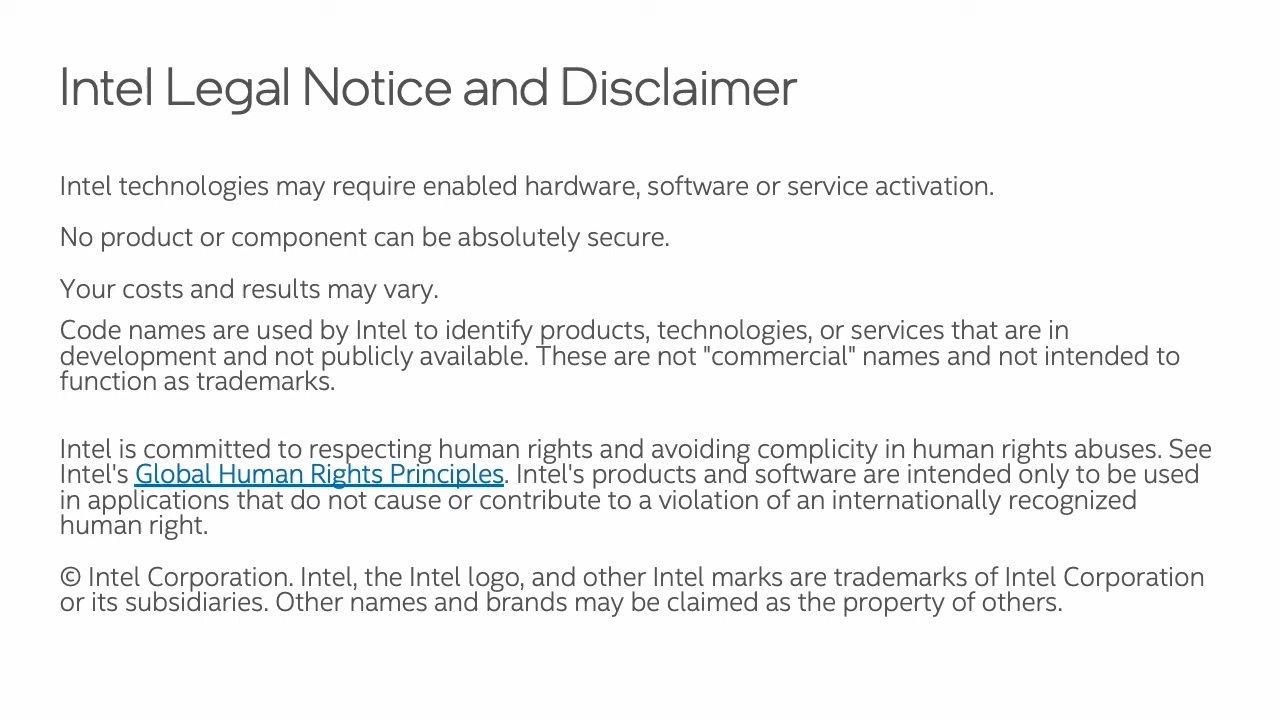 Intel Legal Notice and Disclaimer
Intel technologies may require enabled hardware, software or service activation.
No product or component can be absolutely secure.
Your costs and results may vary.
Code names are used by Intel to identify products, technologies, or services that are in
development and not publicly available. These are not "commercial" names and not intended to
function as trademarks.
Intel is committed to respecting human rights and avoiding complicity in human rights abuses. See
Intel's Global Human Rights Principles. Intel's products and software are intended only to be used
in applications that do not cause or contribute to a violation of an internationally recognized
human right.
© Intel Corporation. Intel, the Intel logo, and other Intel marks are trademarks of Intel Corporation
or its subsidiaries. Other names and brands may be claimed as the property of others.